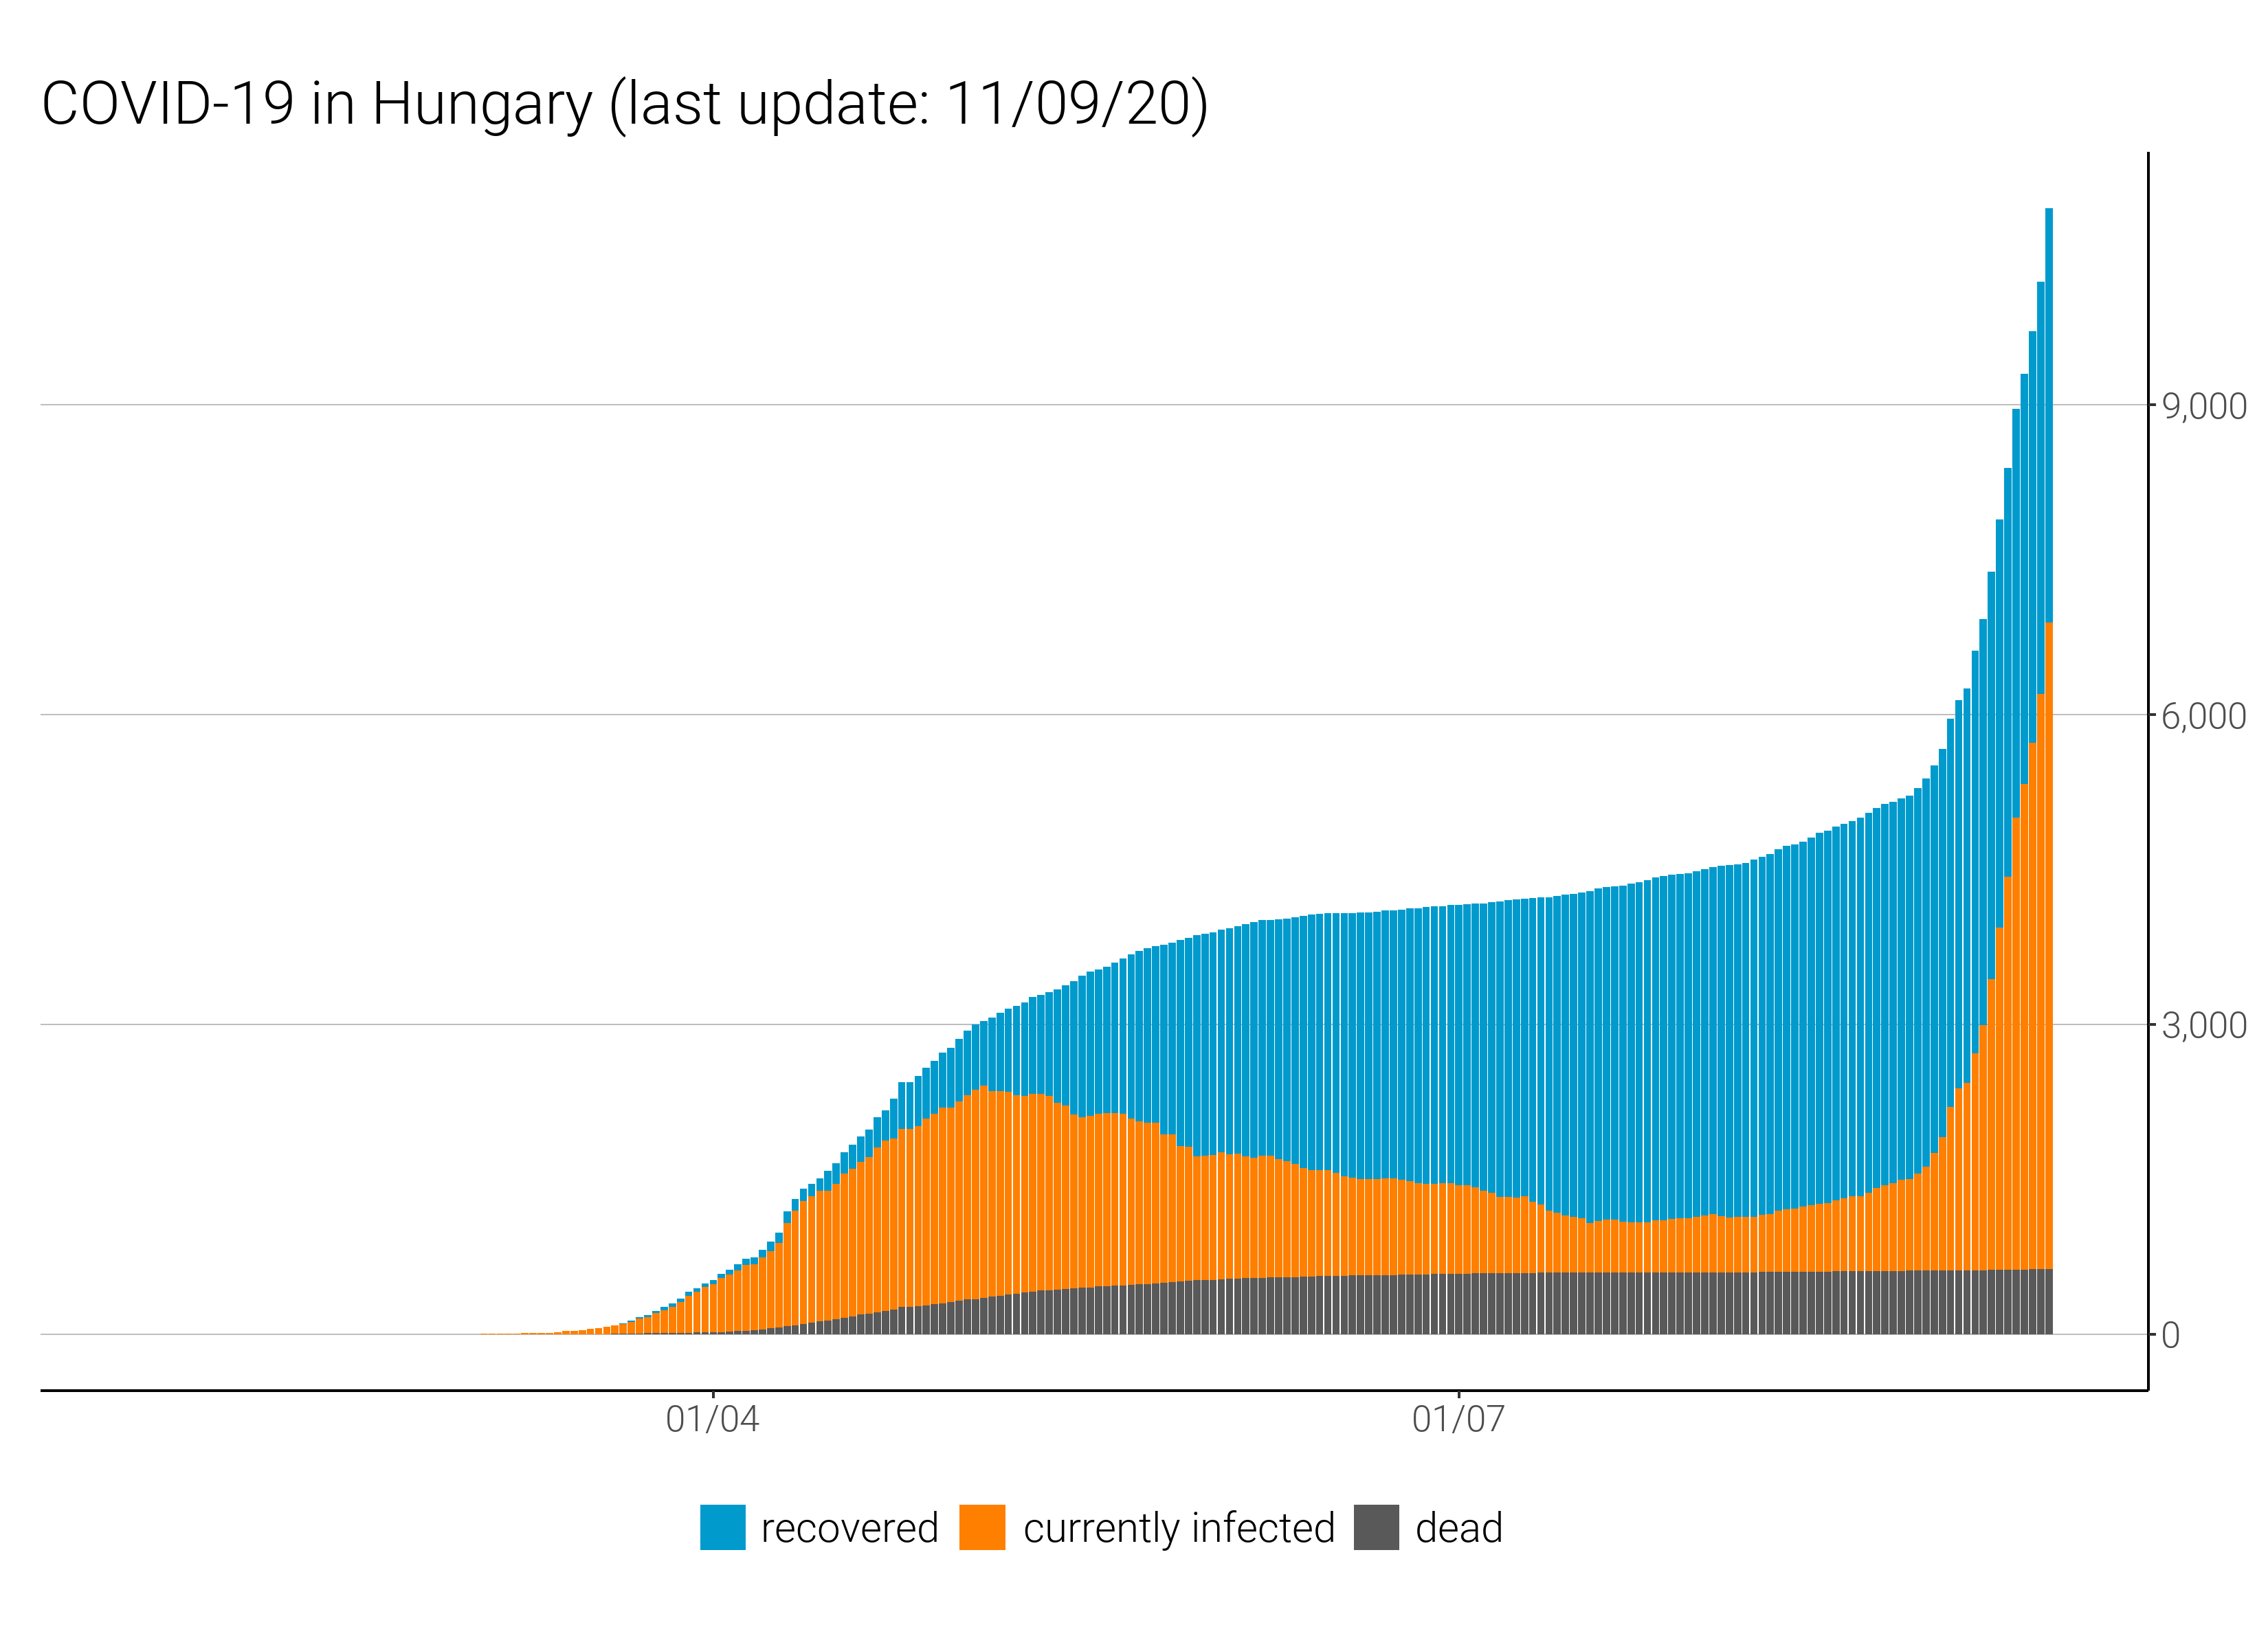 COVID-19 in Hungary (last update: 11/09/20)
9,000
6,000
3,000
0
01/04 01/07
recovered currently infected dead